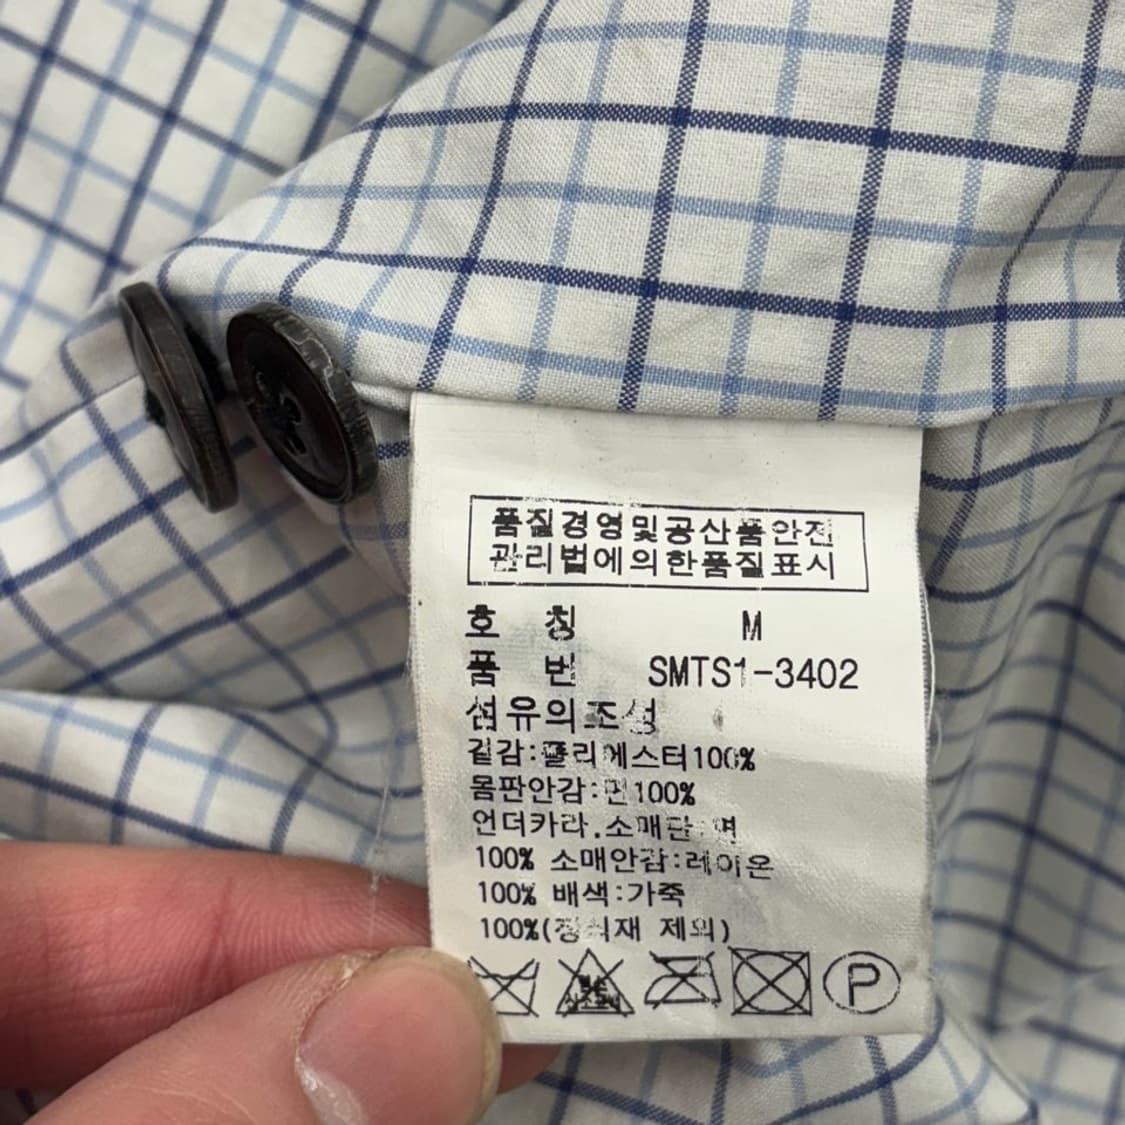 품질경영및공산품안전
관리법에의한품질표시
호 칭 M
품 번 SMTS1-3402
섬유의조성
겉감:폴리에스터100%
몸판안감:면100%
언더카라.소매단:면
100% 소매안감:레이온
100% 배색:가죽
100%(장식재 제외)
P